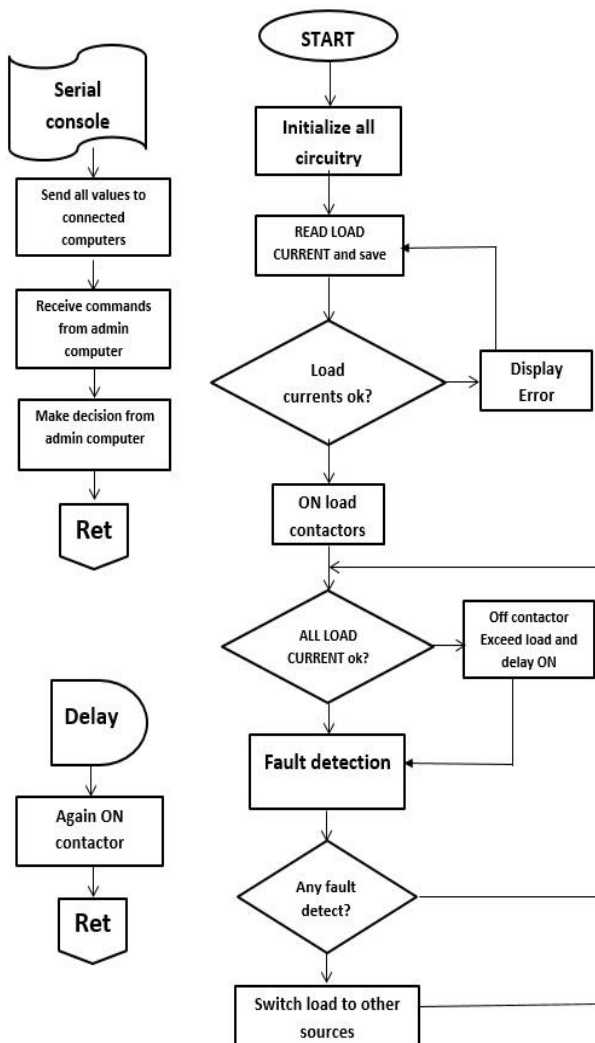 START
Initialize all
circuitry
READ LOAD
CURRENT and save
Load
currents ok?
Display
Error
ON load
contactors
ALL LOAD
CURRENT ok?
Off contactor
Exceed load and
delay ON
Fault detection
Any fault
detect?
Switch load to other
sources
Serial
console
Send all values to
connected
computers
Receive commands
from admin
computer
Make decision from
admin computer
Ret
Delay
Again ON
contactor
Ret